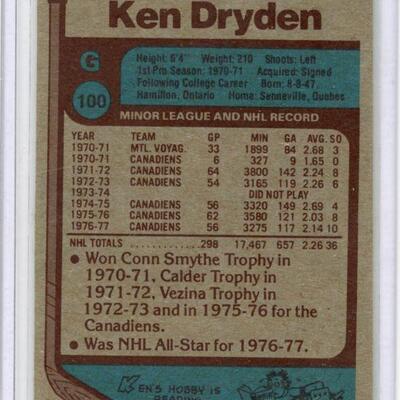 Ken Dryden
G
100
Height: 6'4" Weight: 210 Shoots: Left
1st Pro Season: 1970-71 Acquired: Signed
Following College Career Born: 8-8-47
Hamilton, Ontario Home: Senneville, Quebec
MINOR LEAGUE AND NHL RECORD
YEAR TEAM GP MIN GA AVG. SO
1970-71 MTL. VOYAG. 33 1899 84 2.68 3
1970-71 CANADIENS 6 327 9 1.65 0
1971-72 CANADIENS 64 3800 142 2.24 8
1972-73 CANADIENS 54 3165 119 2.26 6
1973-74 DID NOT PLAY
1974-75 CANADIENS 56 3320 149 2.69 4
1975-76 CANADIENS 62 3580 121 2.03 8
1976-77 CANADIENS 56 3275 117 2.14 10
NHL TOTALS 298 17,467 657 2.26 36
• Won Conn Smythe Trophy in
1970-71, Calder Trophy in
1971-72, Vezina Trophy in
1972-73 and in 1975-76 for the
Canadiens.
• Was NHL All-Star for 1976-77.
KEN'S HOBBY IS
READING